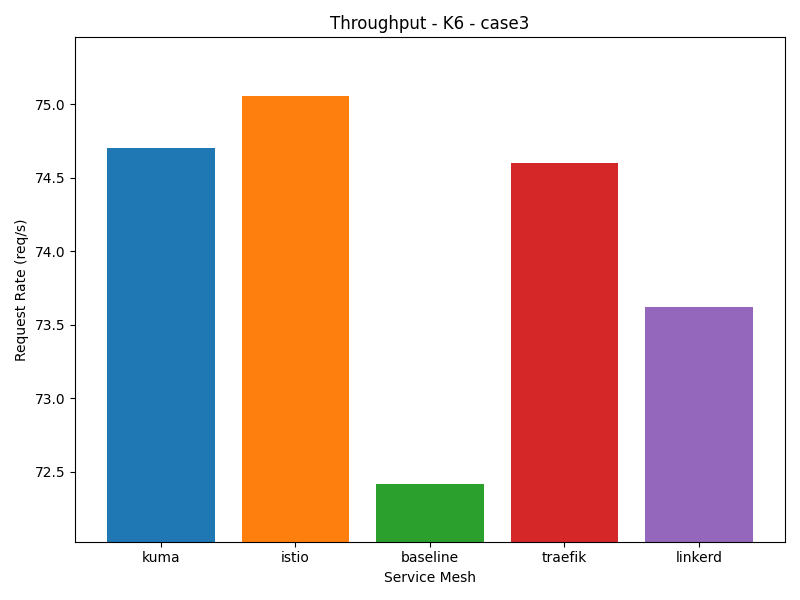 Throughput - K6 - case3
Request Rate (req/s)
75.0
74.5
74.0
73.5
73.0
72.5
kuma
istio
baseline
traefik
linkerd
Service Mesh